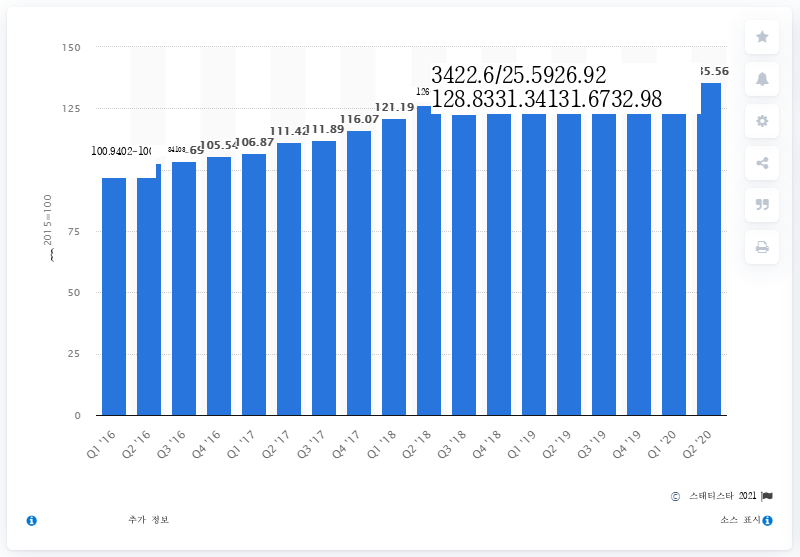 150
3422.6/25.5926.92
35.56
126
128.8331.34131.6732.98
125
121.19
116.07
111.42
111.89
106.87
105.54
69
100.9402-100
2015=100
75
50
25
0
Q1 '16
Q2 '16
Q3 '16
Q4 '16
Q1 '17
Q2 '17
Q3 '17
Q4 '17
Q1 '18
Q2 '18
Q3 '18
Q4 '18
Q1 '19
Q2 '19
Q3 '19
Q4 '19
Q1 '20
Q2 '20
© 스태티스타 2021
추가 정보
소스 표시